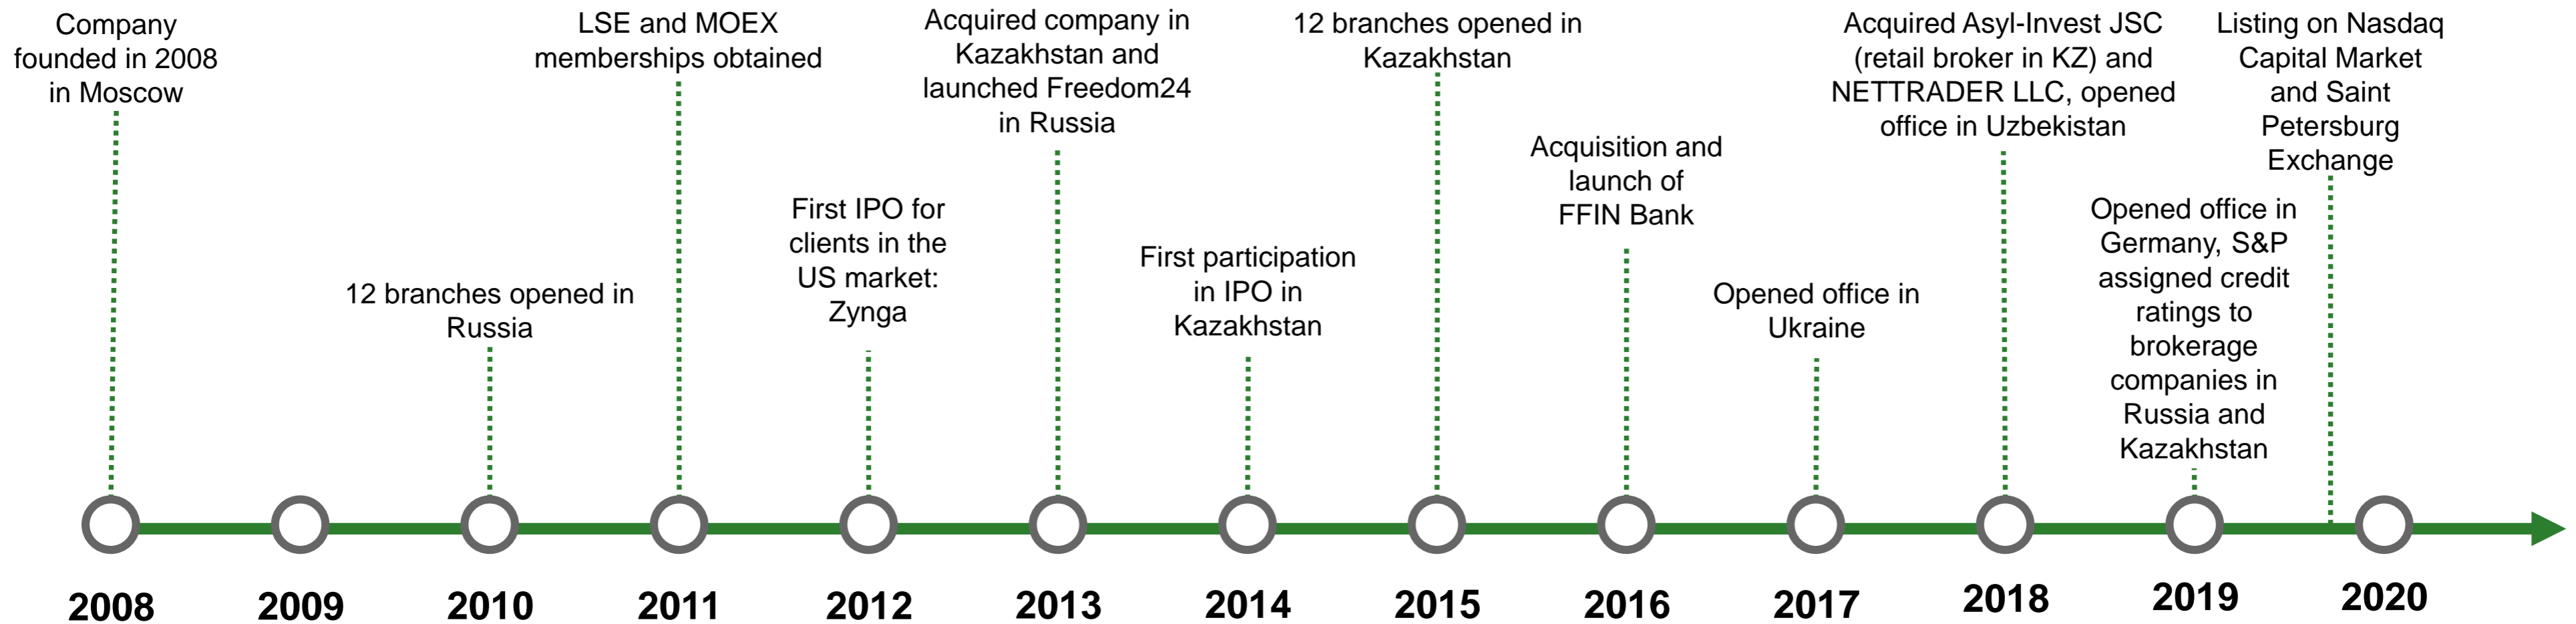 Company
founded in 2008
in Moscow
12 branches opened in
Russia
LSE and MOEX
memberships obtained
First IPO for
clients in the
US market:
Zynga
Acquired company in
Kazakhstan and
launched Freedom24
in Russia
First participation
in IPO in
Kazakhstan
12 branches opened in
Kazakhstan
Acquisition and
launch of
FFIN Bank
Opened office in
Ukraine
Acquired Asyl-Invest JSC
(retail broker in KZ) and
NETTRADER LLC, opened
office in Uzbekistan
Opened office in
Germany, S&P
assigned credit
ratings to
brokerage
companies in
Russia and
Kazakhstan
Listing on Nasdaq
Capital Market
and Saint
Petersburg
Exchange
2008
2009
2010
2011
2012
2013
2014
2015
2016
2017
2018
2019
2020